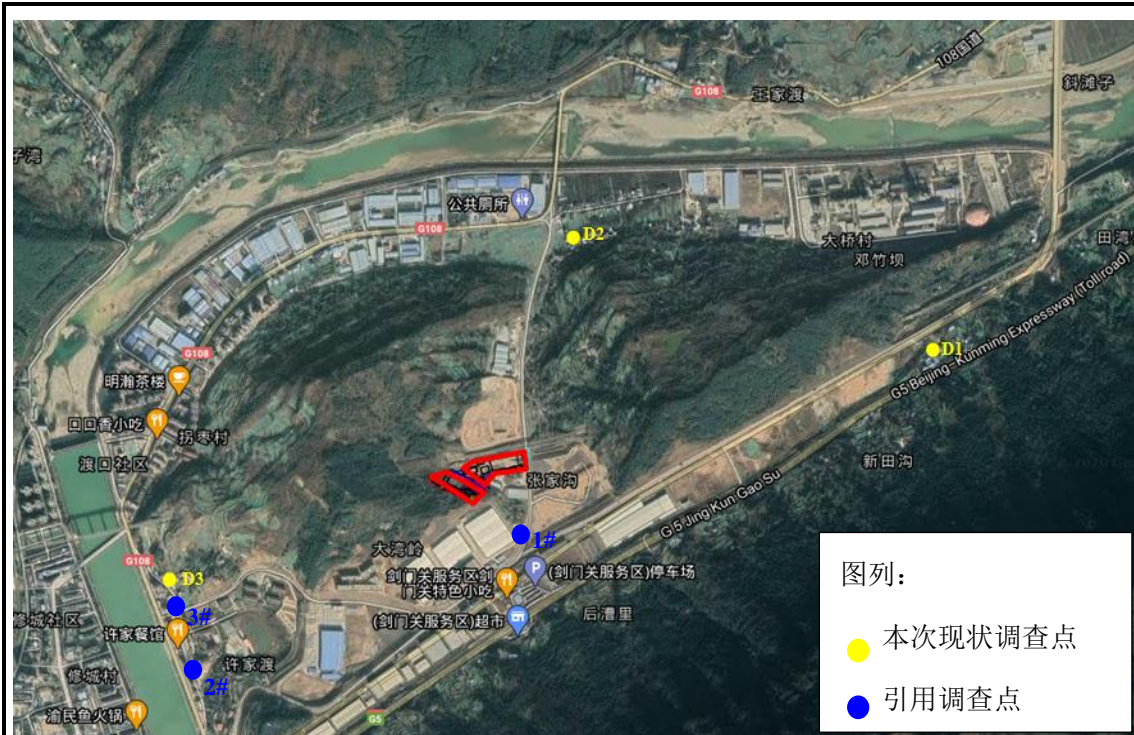 108国道
斜滩子
G108
王家渡
子湾
公共厕所
G108
D2
大桥村
邓竹坝
田湾
G5 Beijing-Kunming Expressway (Toll road)
G108
D1
明瀚茶楼
口口香小吃
拐枣村
渡口社区
新田沟
张家沟
G 5 Jing Kun Gao Su
1#
大湾岭
G108
D3
剑门关服务区剑
门关特色小吃
P
(剑门关服务区)停车场
3#
修城社区
许家餐馆
(剑门关服务区)超市
后漕里
许家渡
修城村
2#
渝民鱼火锅
G5
图列：
本次现状调查点
引用调查点